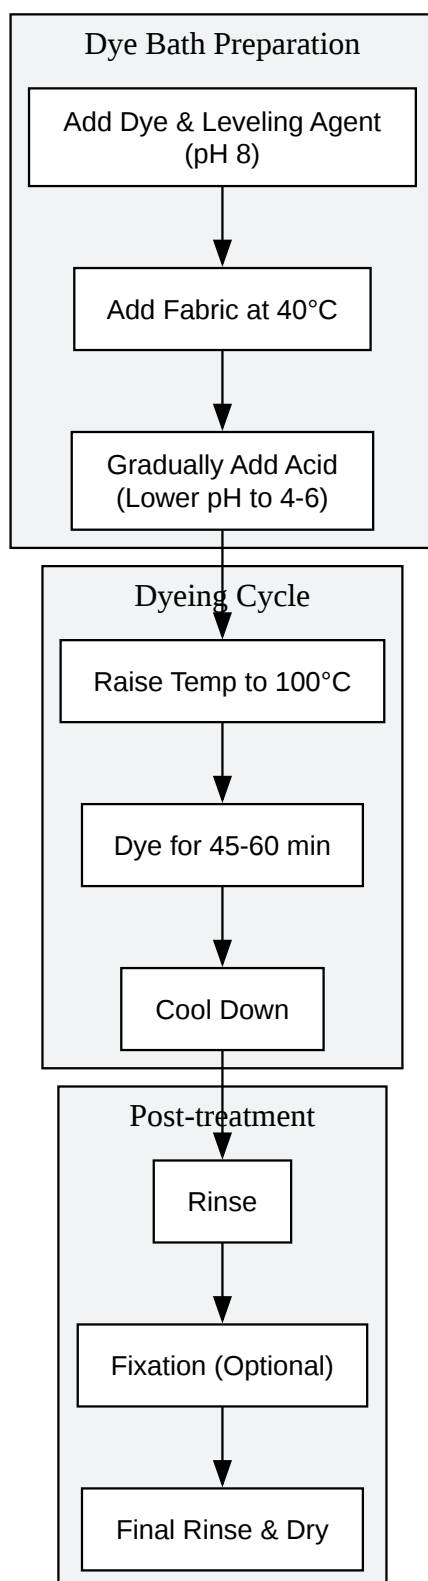 Dye Bath Preparation
Add Dye & Leveling Agent
(pH 8)
Add Fabric at 40°C
Gradually Add Acid
(Lower pH to 4-6)
Dyeing Cycle
Raise Temp to 100°C
Dye for 45-60 min
Cool Down
Post-treatment
Rinse
Fixation (Optional)
Final Rinse & Dry